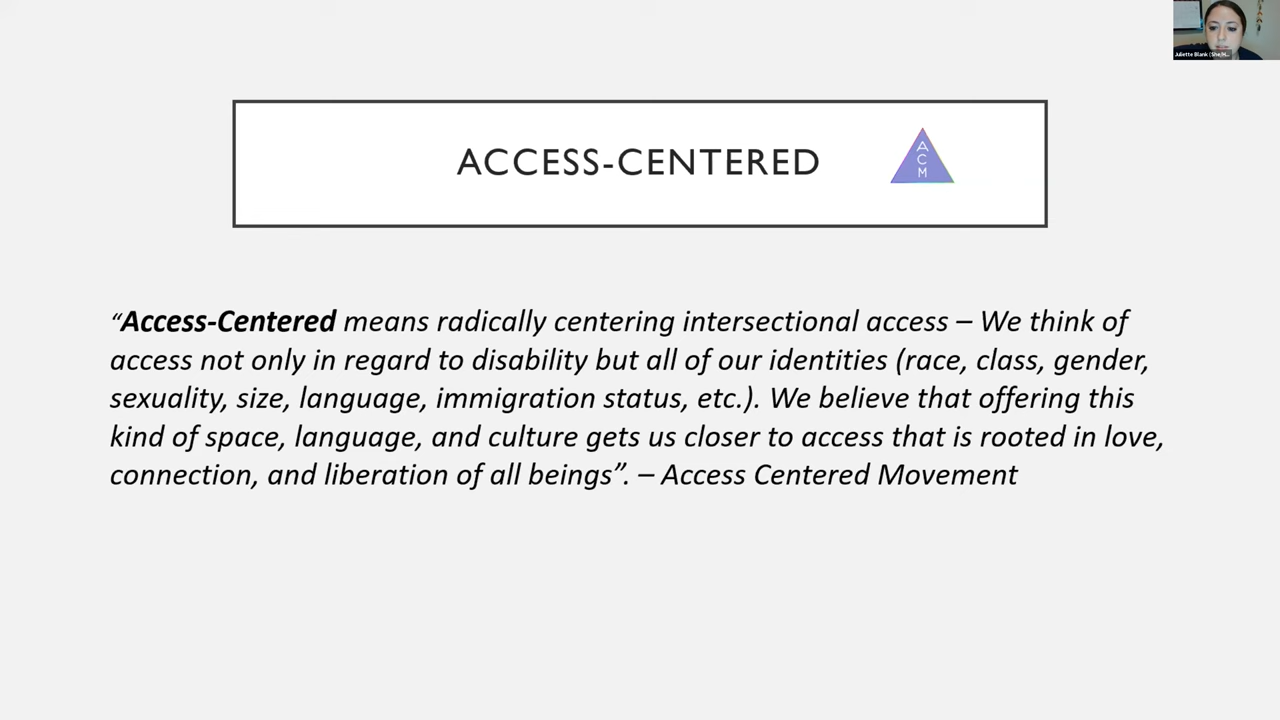 Juliette Blank (She/H...
ACCESS-CENTERED
A
C
M
“Access-Centered means radically centering intersectional access – We think of
access not only in regard to disability but all of our identities (race, class, gender,
sexuality, size, language, immigration status, etc.). We believe that offering this
kind of space, language, and culture gets us closer to access that is rooted in love,
connection, and liberation of all beings”. – Access Centered Movement